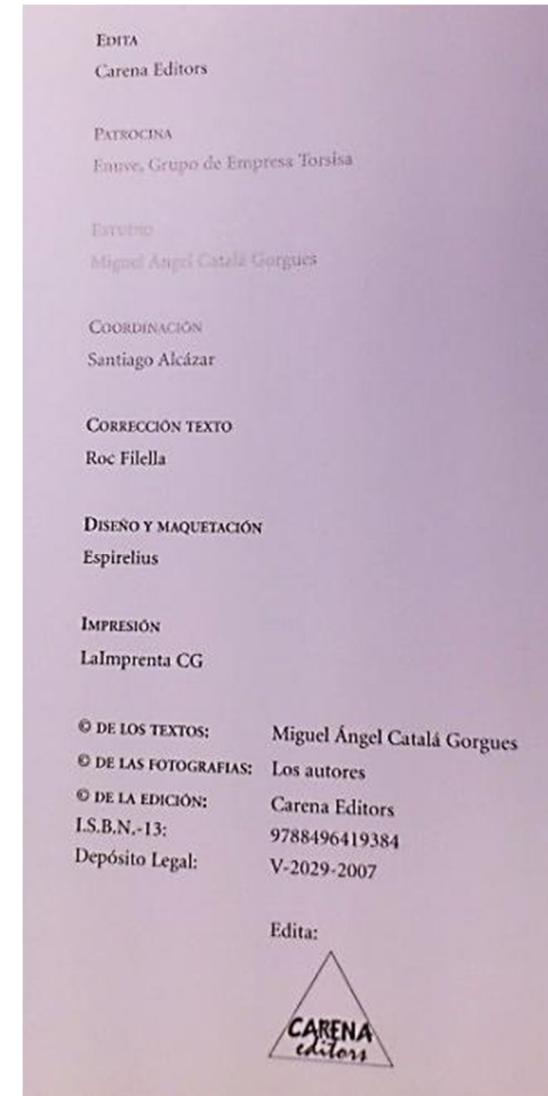 EDITA
Carena Editors
PATROCINA
Enuve, Grupo de Empresa Torsisa
ESTUDIO
Miguel Ángel Catalá Gorgues
COORDINACIÓN
Santiago Alcázar
CORRECCIÓN TEXTO
Roc Filella
DISEÑO Y MAQUETACIÓN
Espirelius
IMPRESIÓN
LaImprenta CG
© DE LOS TEXTOS: Miguel Ángel Catalá Gorgues
© DE LAS FOTOGRAFIAS: Los autores
© DE LA EDICIÓN: Carena Editors
I.S.B.N.-13: 9788496419384
Depósito Legal: V-2029-2007
Edita:
CARENA
editors